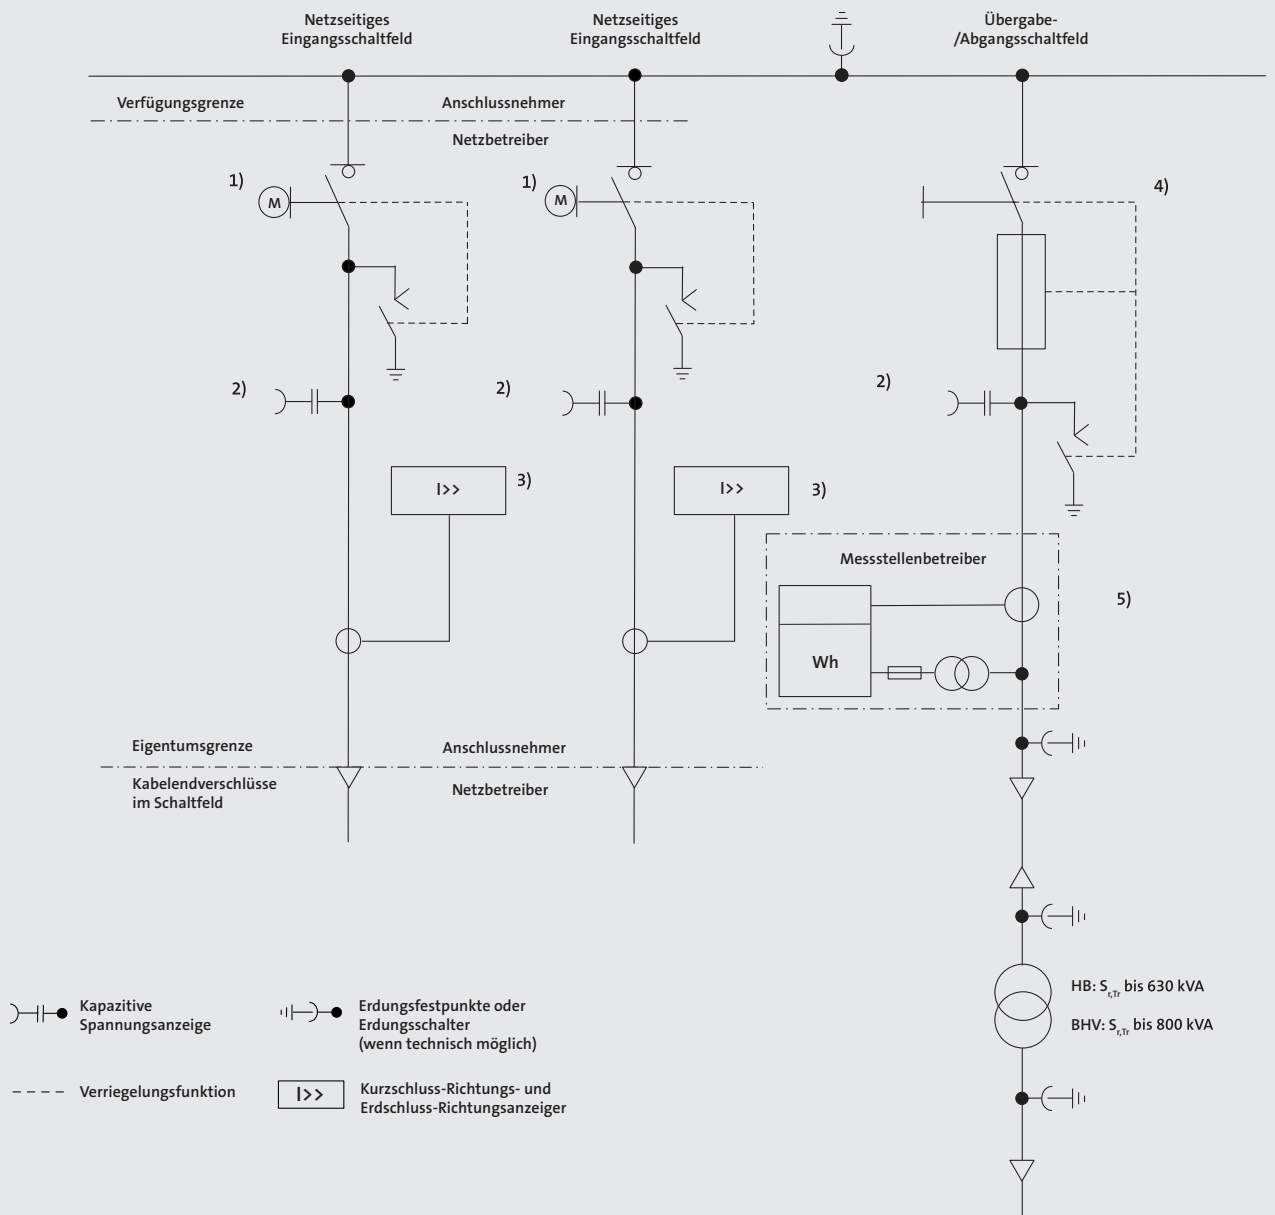 Netzseitiges
Eingangsschaltfeld
Netzseitiges
Eingangsschaltfeld
Übergabe-
/Abgangsschaltfeld
Verfügungsgrenze
Anschlussnehmer
Netzbetreiber
1)
M
1)
M
4)
2)
2)
2)
I>>
3)
I>>
3)
Messstellenbetreiber
5)
Wh
Eigentumsgrenze
Anschlussnehmer
Kabelendverschlüsse
im Schaltfeld
Netzbetreiber
HB: Sr,Tr bis 630 kVA
BHV: Sr,Tr bis 800 kVA
Kapazitive
Spannungsanzeige
Erdungsfestpunkte oder
Erdungsschalter
(wenn technisch möglich)
Verriegelungsfunktion
I>>
Kurzschluss-Richtungs- und
Erdschluss-Richtungsanzeiger